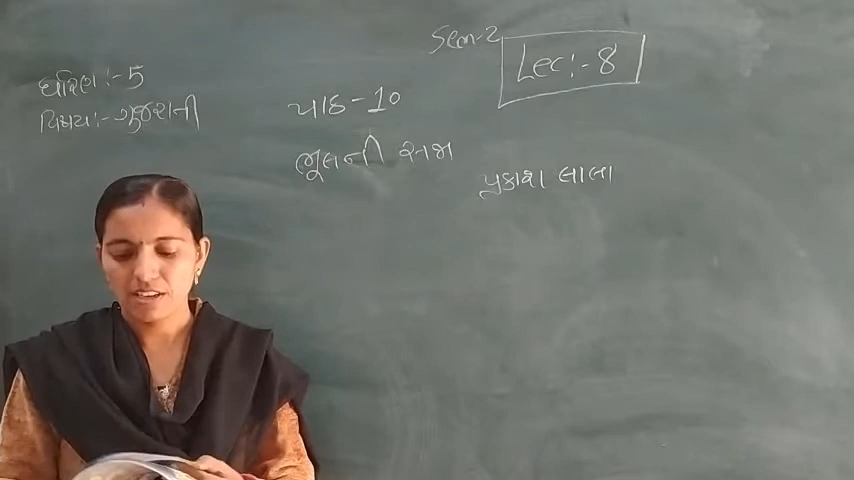 Sem-2
Lec:-8
ધોરણ:-5
વિષય:-ગુજરાતી
પાઠ-10
ભૂલની સજા
પ્રકાશ લાલા